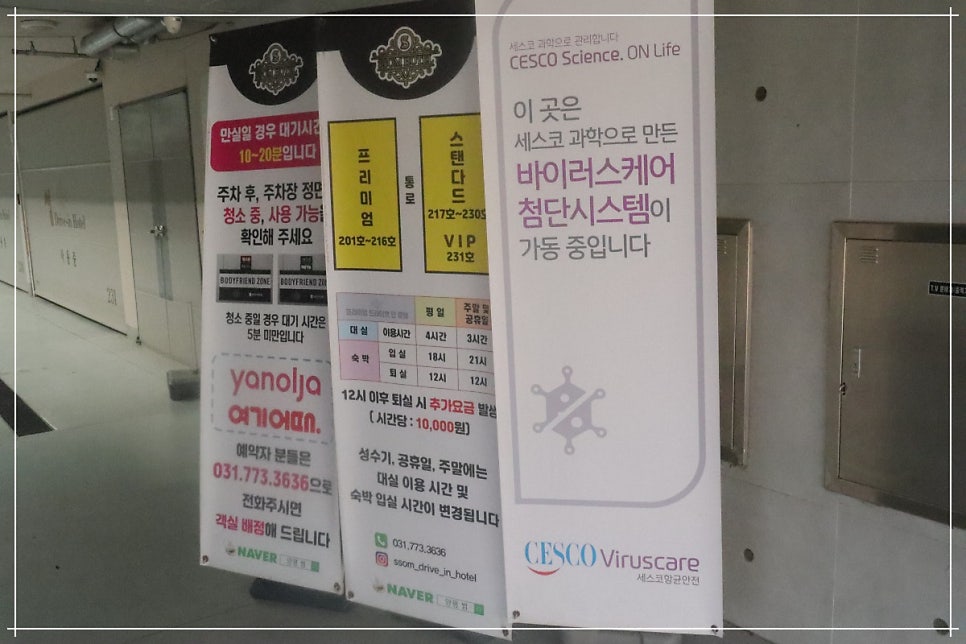 만실일 경우 대기시간
10~20분입니다
주차 후, 주차장 정면
청소 중, 사용 가능을
확인해 주세요
BODYFRIEND ZONE
BODYFRIEND ZONE
청소 중일 경우 대기 시간은
5분 미만입니다
yanolja
여기어때.
예약자 분들은
031.773.3636으로
전화주시면
객실 배정해 드립니다
NAVER
프리미엄
201호~216호
통로
스탠다드
217호~230호
VIP
231호
평일
주말 및
공휴일
대실
이용시간
4시간
3시간
숙박
입실
18시
21시
퇴실
12시
12시
12시 이후 퇴실 시 추가요금 발생
(시간당 : 10,000원)
성수기, 공휴일, 주말에는
대실 이용 시간 및
숙박 입실 시간이 변경됩니다
031.773.3636
ssom_drive_in_hotel
NAVER
세스코 과학으로 관리합니다
CESCO Science. ON Life
이 곳은
세스코 과학으로 만든
바이러스케어
첨단시스템이
가동 중입니다
CESCO Viruscare
세스코항균안전
Drive-in Hotel
231